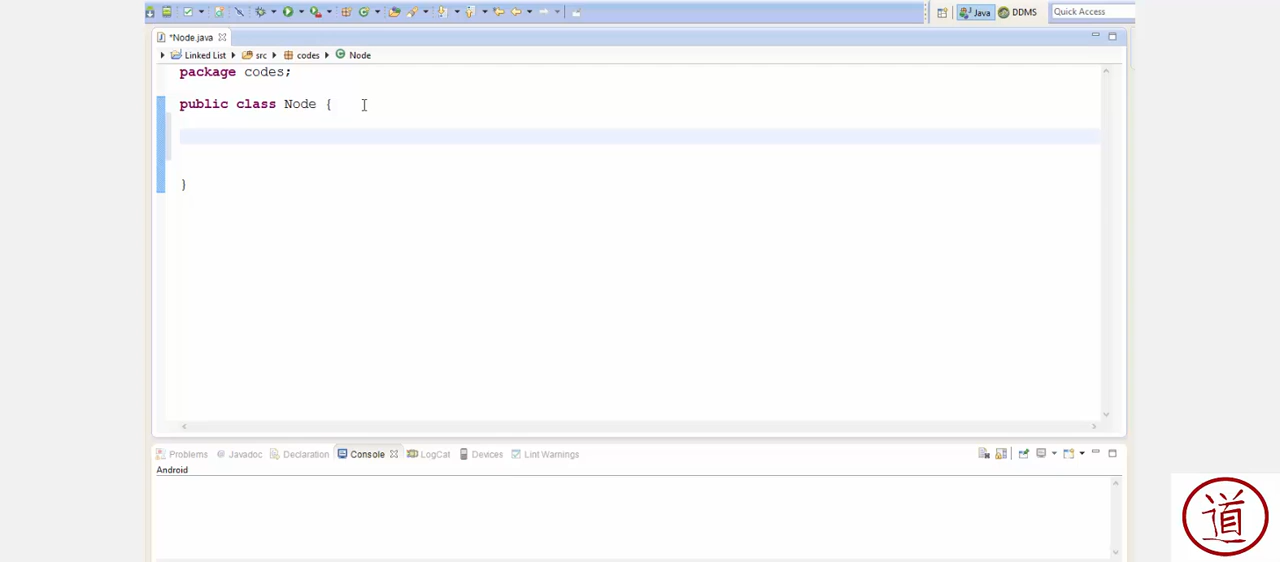 Java
DDMS
Quick Access
*Node.java
Linked List
src
codes
Node
package codes;
public class Node {
}
Problems
Javadoc
Declaration
Console
LogCat
Devices
Lint Warnings
Android
道